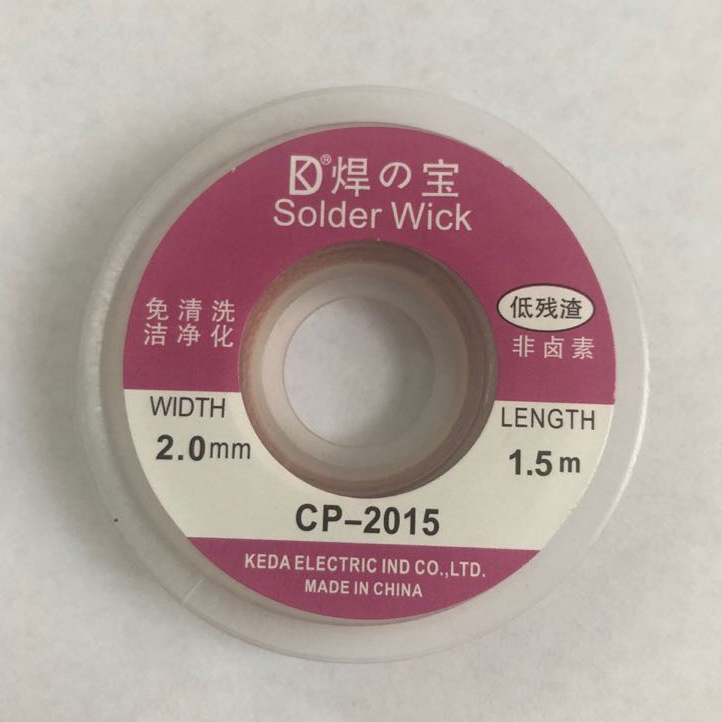 KD®焊の宝
Solder Wick
免清洗
洁净化
低残渣
非卤素
WIDTH
2.0mm
LENGTH
1.5m
CP-2015
KEDA ELECTRIC IND CO.,LTD.
MADE IN CHINA